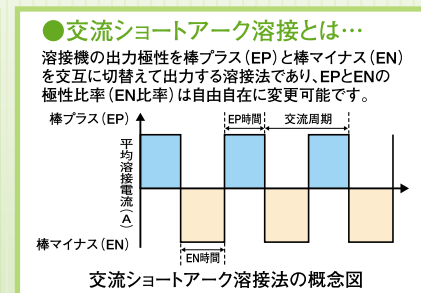 ●交流ショートアーク溶接とは…
溶接機の出力極性を棒プラス(EP)と棒マイナス(EN)
を交互に切替えて出力する溶接法であり、EPとENの
極性比率(EN比率)は自由自在に変更可能です。
棒プラス(EP)
EP時間
交流周期
平均溶接電流(A)
棒マイナス(EN)
EN時間
交流ショートアーク溶接法の概念図